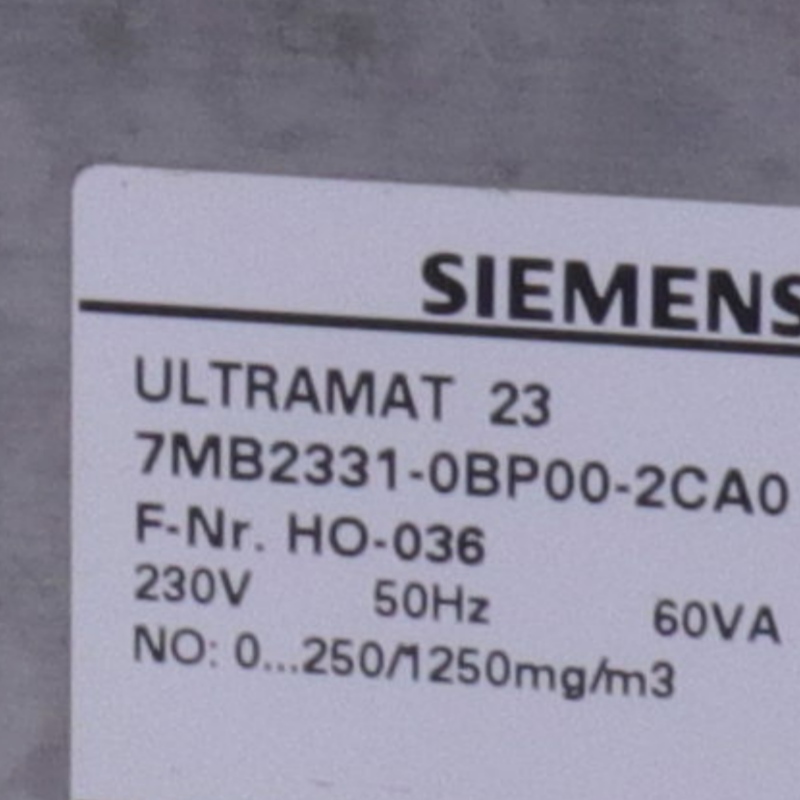 SIEMENS
ULTRAMAT 23
7MB2331-0BP00-2CA0
F-Nr. HO-036
230V 50Hz 60VA
NO: 0...250/1250mg/m3